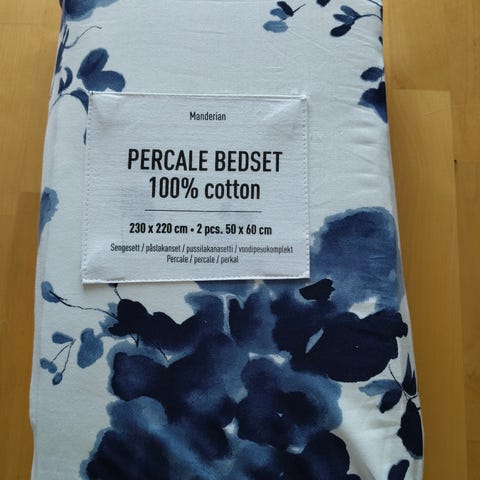 Manderian
PERCALE BEDSET
100% cotton
230 x 220 cm • 2 pcs. 50 x 60 cm
Sengesett / påslakanset / pussilakanasetti / voodipesukomplekt
Percale / percale / perkal